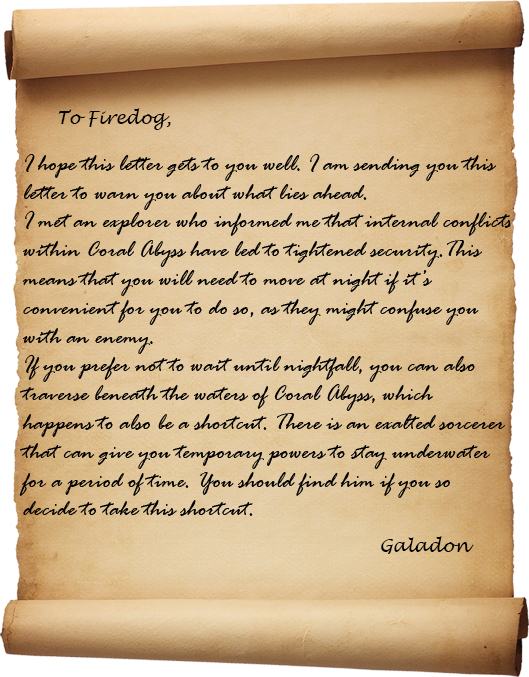 To Firedog,
I hope this letter gets to you well. I am sending you this
letter to warn you about what lies ahead.
I met an explorer who informed me that internal conflicts
within Coral Abyss have led to tightened security. This
means that you will need to move at night if it's
convenient for you to do so, as they might confuse you
with an enemy.
If you prefer not to wait until nightfall, you can also
traverse beneath the waters of Coral Abyss, which
happens to also be a shortcut. There is an exalted sorcerer
that can give you temporary powers to stay underwater
for a period of time. You should find him if you so
decide to take this shortcut.
Galadon